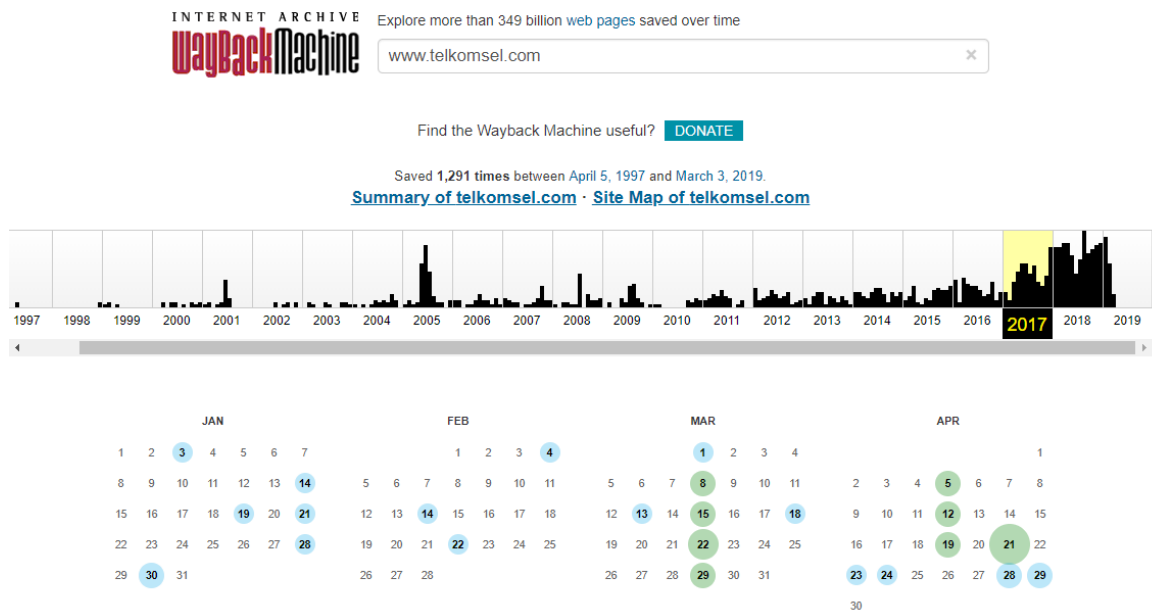 INTERNET ARCHIVE
WayBackMachine
Explore more than 349 billion web pages saved over time
www.telkomsel.com ×
Find the Wayback Machine useful? DONATE
Saved 1,291 times between April 5, 1997 and March 3, 2019.
Summary of telkomsel.com · Site Map of telkomsel.com
1997 1998 1999 2000 2001 2002 2003 2004 2005 2006 2007 2008 2009 2010 2011 2012 2013 2014 2015 2016 2017 2018 2019
JAN FEB MAR APR
1 2 3 4 5 6 7 1 2 3 4 1 2 3 4 1
8 9 10 11 12 13 14 5 6 7 8 9 10 11 5 6 7 8 9 10 11 2 3 4 5 6 7 8
15 16 17 18 19 20 21 12 13 14 15 16 17 18 12 13 14 15 16 17 18 9 10 11 12 13 14 15
22 23 24 25 26 27 28 19 20 21 22 23 24 25 19 20 21 22 23 24 25 16 17 18 19 20 21 22
29 30 31 26 27 28 26 27 28 29 30 31 23 24 25 26 27 28 29
30